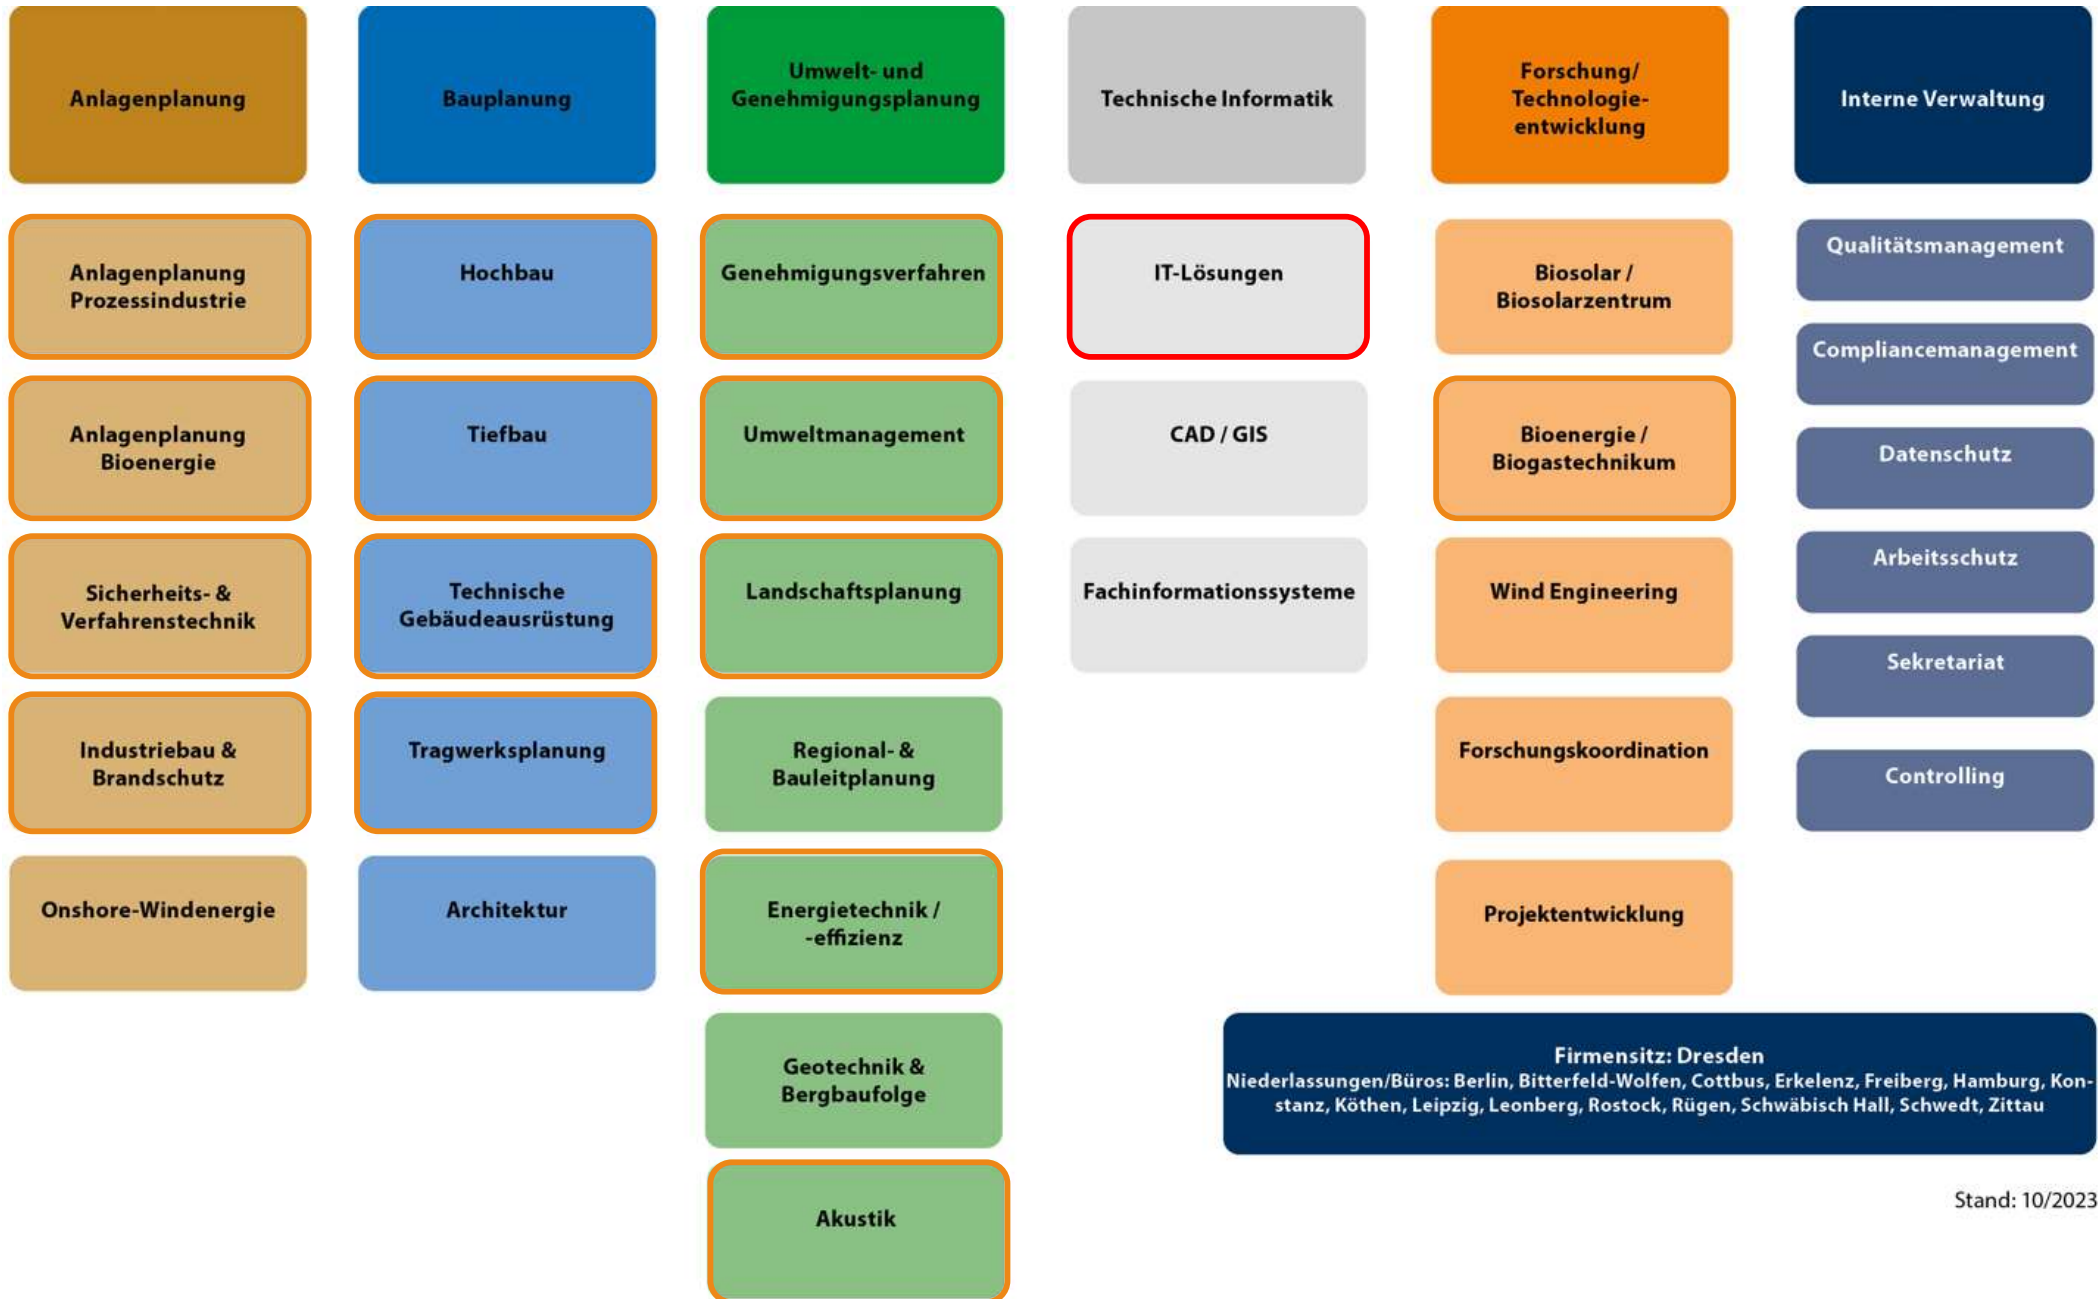 Anlagenplanung
Bauplanung
Umwelt- und
Genehmigungsplanung
Technische Informatik
Forschung/
Technologie-
entwicklung
Interne Verwaltung
Anlagenplanung
Prozessindustrie
Anlagenplanung
Bioenergie
Sicherheits- &
Verfahrenstechnik
Industriebau &
Brandschutz
Onshore-Windenergie
Hochbau
Tiefbau
Technische
Gebäudeausrüstung
Tragwerksplanung
Architektur
Genehmigungsverfahren
Umweltmanagement
Landschaftsplanung
Regional- &
Bauleitplanung
Energietechnik /
-effizienz
Geotechnik &
Bergbaufolge
Akustik
IT-Lösungen
CAD / GIS
Fachinformationssysteme
Biosolar /
Biosolarzentrum
Bioenergie /
Biogastechnikum
Wind Engineering
Forschungskoordination
Projektentwicklung
Qualitätsmanagement
Compliancemanagement
Datenschutz
Arbeitsschutz
Sekretariat
Controlling
Firmensitz: Dresden
Niederlassungen/Büros: Berlin, Bitterfeld-Wolfen, Cottbus, Erkelenz, Freiberg, Hamburg, Kon-
stanz, Köthen, Leipzig, Leonberg, Rostock, Rügen, Schwäbisch Hall, Schwedt, Zittau
Stand: 10/2023